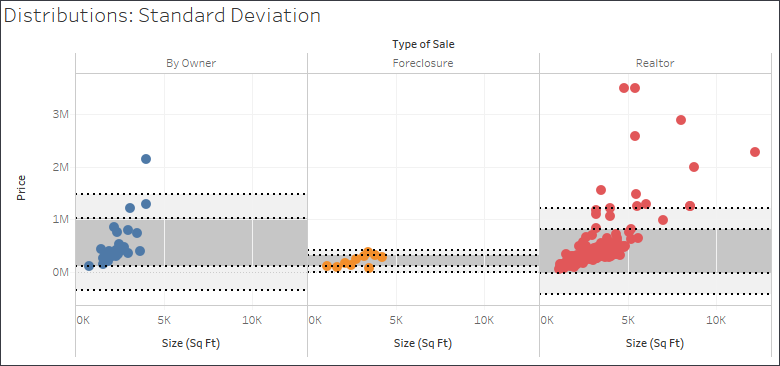 Distributions: Standard Deviation
Type of Sale
By Owner Foreclosure Realtor
3M
2M
1M
0M
Price
0K 5K 10K 0K 5K 10K 0K 5K 10K
Size (Sq Ft) Size (Sq Ft) Size (Sq Ft)